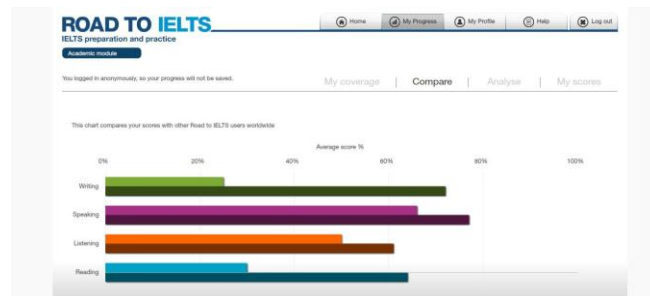 ROAD TO IELTS
IELTS preparation and practice
Home My Progress My Profile Help Log out
Academic module
You logged in anonymously, so your progress will not be saved.
My coverage | Compare | Analyse | My scores
This chart compares your scores with other Road to IELTS users worldwide
Average score %
0% 20% 40% 60% 80% 100%
Writing
Speaking
Listening
Reading